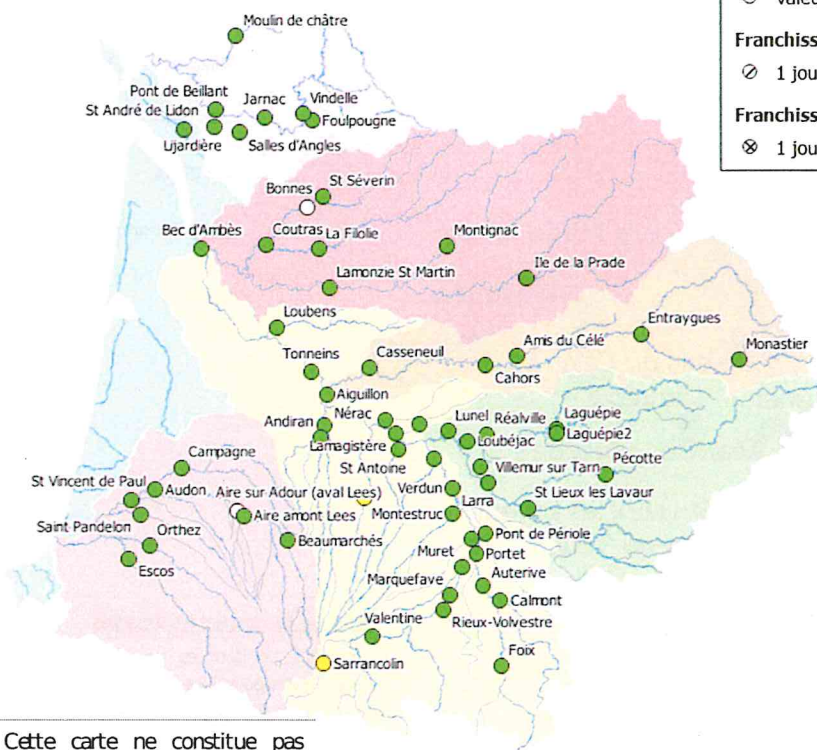 Moulin de châtre
Pont de Beillant
St André de Lidon
Jarnac
Vindelle
Foulpougne
Lijardière
Salles d'Angles
Franchiss
1 jou
Franchiss
1 jou
Bonnes
St Séverin
Bec d'Ambès
Coutras
La Filolie
Montignac
Lamonzie St Martin
Ile de la Prade
Loubens
Entraygues
Tonneins
Casseneuil
Amis du Célé
Monastier
Cahors
Aiguillon
Andiran
Nérac
Lunel
Réalville
Laguépie
Lamagistère
Loubéjac
Laguépie2
Campagne
St Antoine
Villemur sur Tarn
Pécotte
St Vincent de Paul
Audon
Aire sur Adour (aval Lees)
Verdun
St Lieux les Lavaur
Saint Pandelon
Aire amont Lees
Montestruc
Larra
Orthez
Beaumarchés
Pont de Périole
Escos
Muret
Portet
Marquefave
Auterive
Calmont
Valentine
Rieux-Volvestre
Sarrancolin
Foix
Cette carte ne constitue pas